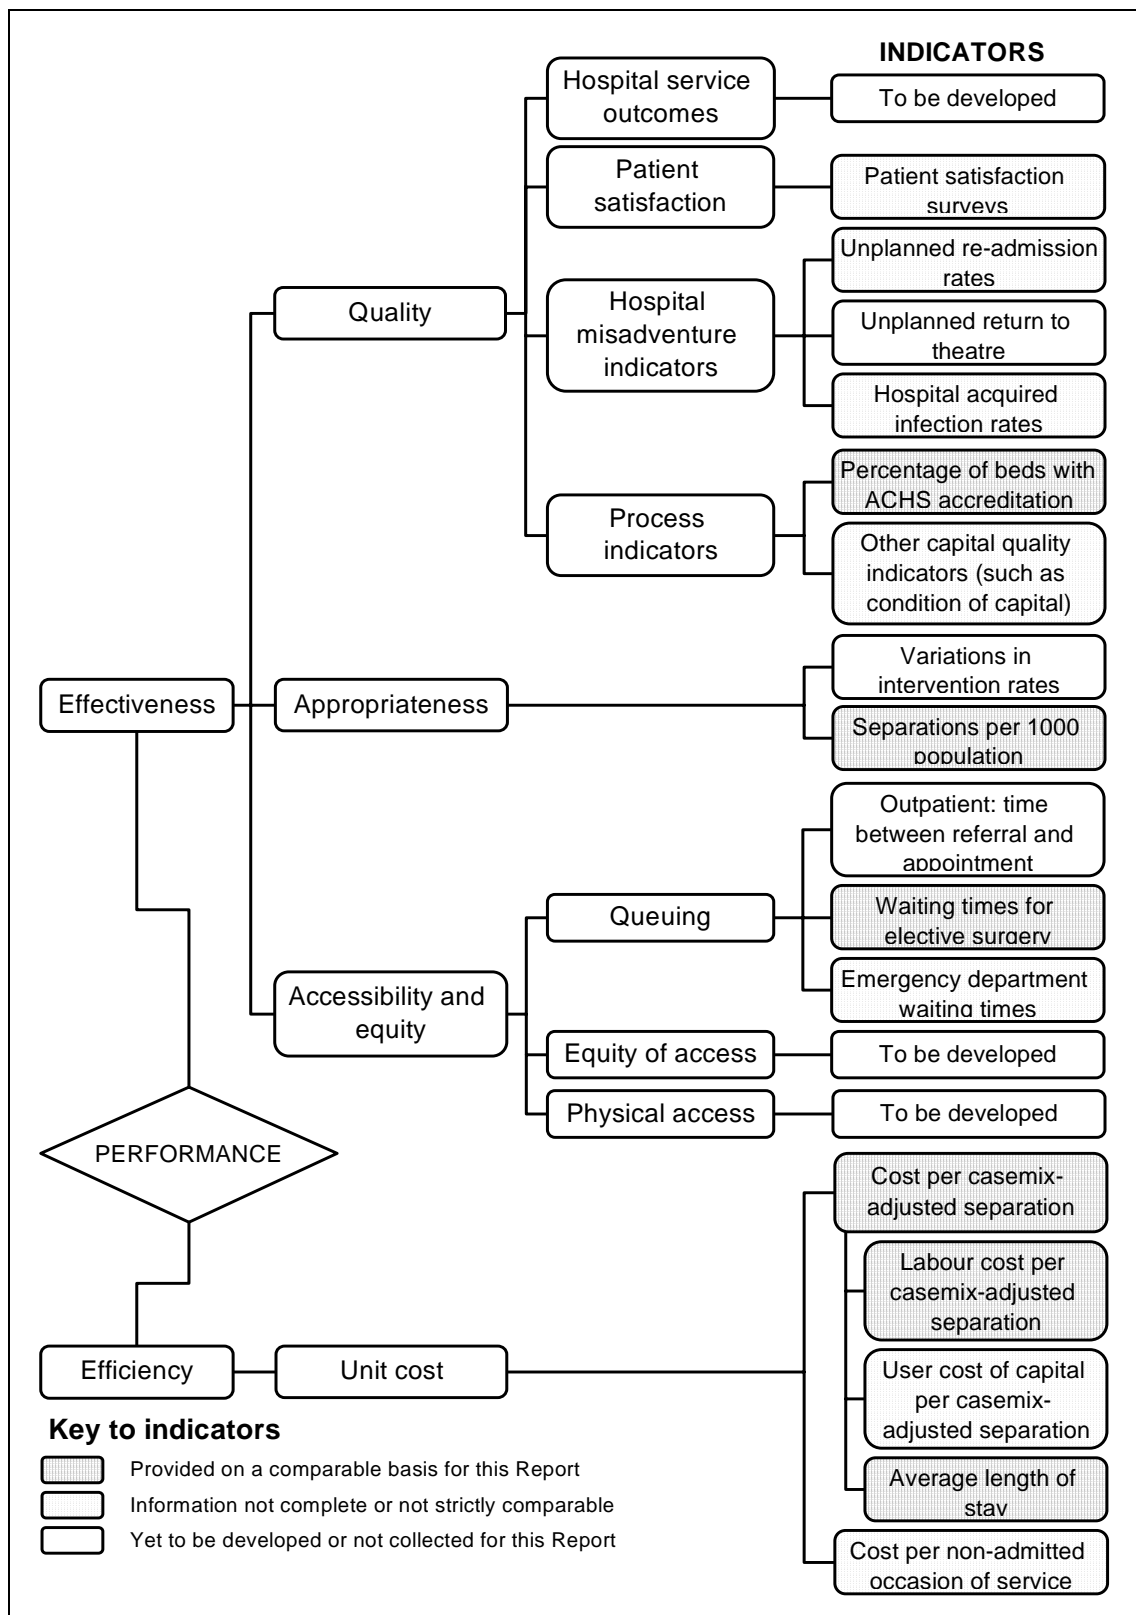 INDICATORS
Hospital service
outcomes
To be developed
Patient
satisfaction
Patient satisfaction
surveys
Quality
Hospital
misadventure
indicators
Unplanned re-admission
rates
Unplanned return to
theatre
Hospital acquired
infection rates
Process
indicators
Percentage of beds with
ACHS accreditation
Other capital quality
indicators (such as
condition of capital)
Effectiveness
Appropriateness
Variations in
intervention rates
Separations per 1000
population
Accessibility and
equity
Queuing
Outpatient: time
between referral and
appointment
Waiting times for
elective surgery
Emergency department
waiting times
Equity of access
To be developed
Physical access
To be developed
PERFORMANCE
Efficiency
Unit cost
Cost per casemix-
adjusted separation
Labour cost per
casemix-adjusted
separation
User cost of capital
per casemix-
adjusted separation
Average length of
stay
Cost per non-admitted
occasion of service
Key to indicators
Provided on a comparable basis for this Report
Information not complete or not strictly comparable
Yet to be developed or not collected for this Report